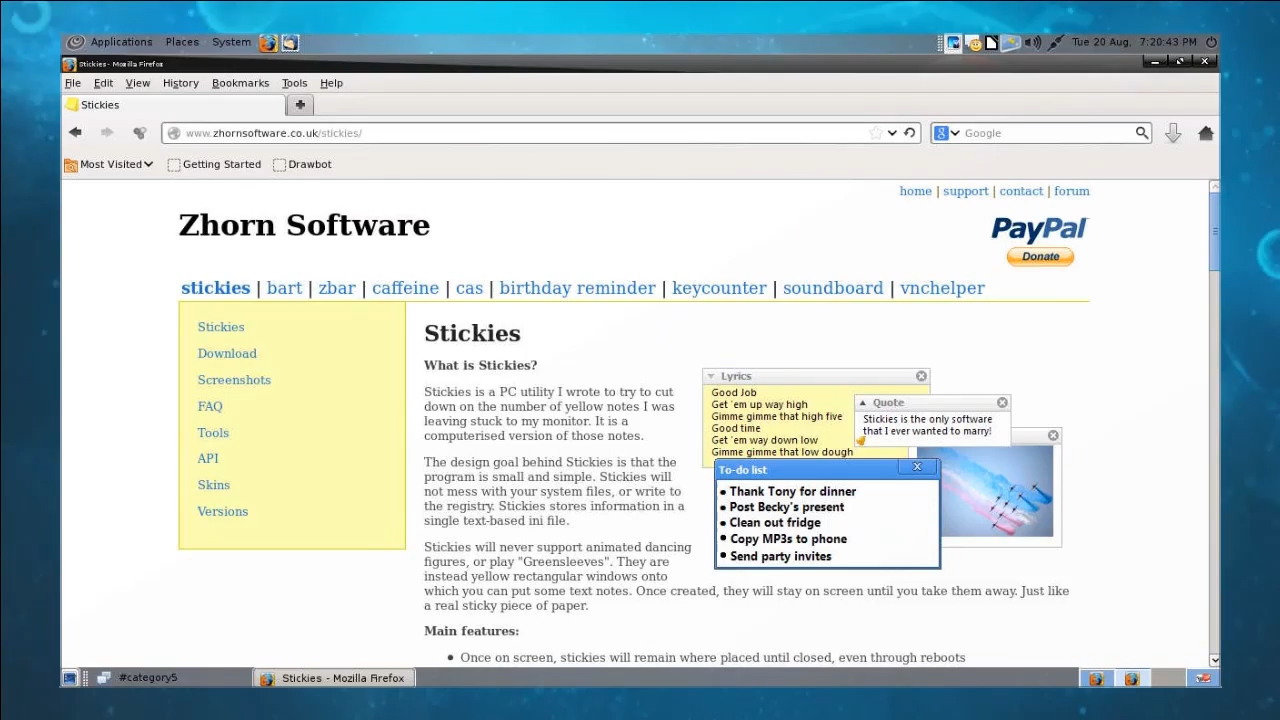 Applications Places System Tue 20 Aug, 7:20:43 PM
Stickies - Mozilla Firefox
File Edit View History Bookmarks Tools Help
Stickies
www.zhornsoftware.co.uk/stickies/ Google
Most Visited Getting Started Drawbot
home | support | contact | forum
Zhorn Software
PayPal
Donate
stickies | bart | zbar | caffeine | cas | birthday reminder | keycounter | soundboard | vnchelper
Stickies
Download
Screenshots
FAQ
Tools
API
Skins
Versions
Stickies
What is Stickies?
Stickies is a PC utility I wrote to try to cut
down on the number of yellow notes I was
leaving stuck to my monitor. It is a
computerised version of those notes.
The design goal behind Stickies is that the
program is small and simple. Stickies will
not mess with your system files, or write to
the registry. Stickies stores information in a
single text-based ini file.
Stickies will never support animated dancing
figures, or play "Greensleeves". They are
instead yellow rectangular windows onto
which you can put some text notes. Once created, they will stay on screen until you take them away. Just like
a real sticky piece of paper.
Lyrics
Good Job
Get 'em up way high
Gimme gimme that high five
Good time
Get 'em way down low
Gimme gimme that low dough
Quote
Stickies is the only software
that I ever wanted to marry!
To-do list
• Thank Tony for dinner
• Post Becky's present
• Clean out fridge
• Copy MP3s to phone
• Send party invites
Main features:
• Once on screen, stickies will remain where placed until closed, even through reboots
#category5 Stickies - Mozilla Firefox